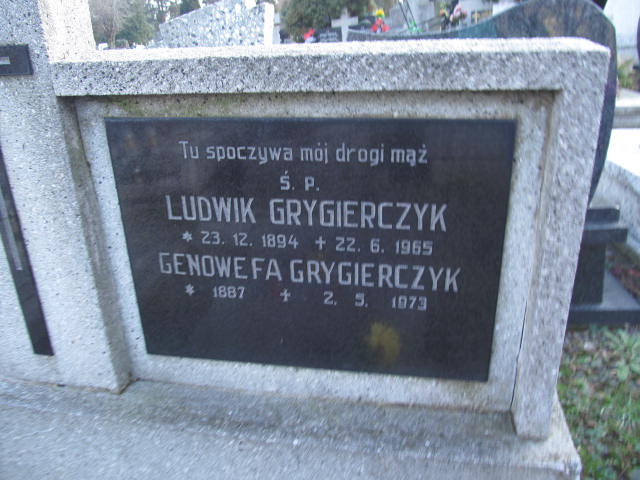 Tu spoczywa mój drogi mąż
Ś. P.
LUDWIK GRYGIERCZYK
* 23. 12. 1894 + 22. 6. 1965
GENOWEFA GRYGIERCZYK
* 1887 + 2. 5. 1973